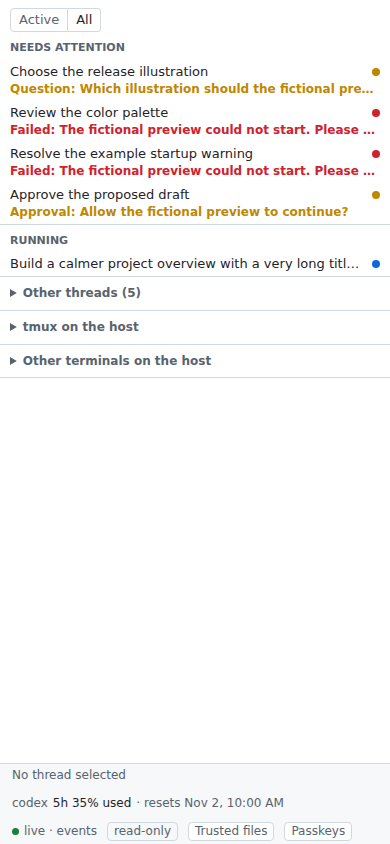 Active All
NEEDS ATTENTION
Choose the release illustration
Question: Which illustration should the fictional pre…
Review the color palette
Failed: The fictional preview could not start. Please …
Resolve the example startup warning
Failed: The fictional preview could not start. Please …
Approve the proposed draft
Approval: Allow the fictional preview to continue?
RUNNING
Build a calmer project overview with a very long titl…
Other threads (5)
tmux on the host
Other terminals on the host
No thread selected
codex 5h 35% used · resets Nov 2, 10:00 AM
live · events read-only Trusted files Passkeys